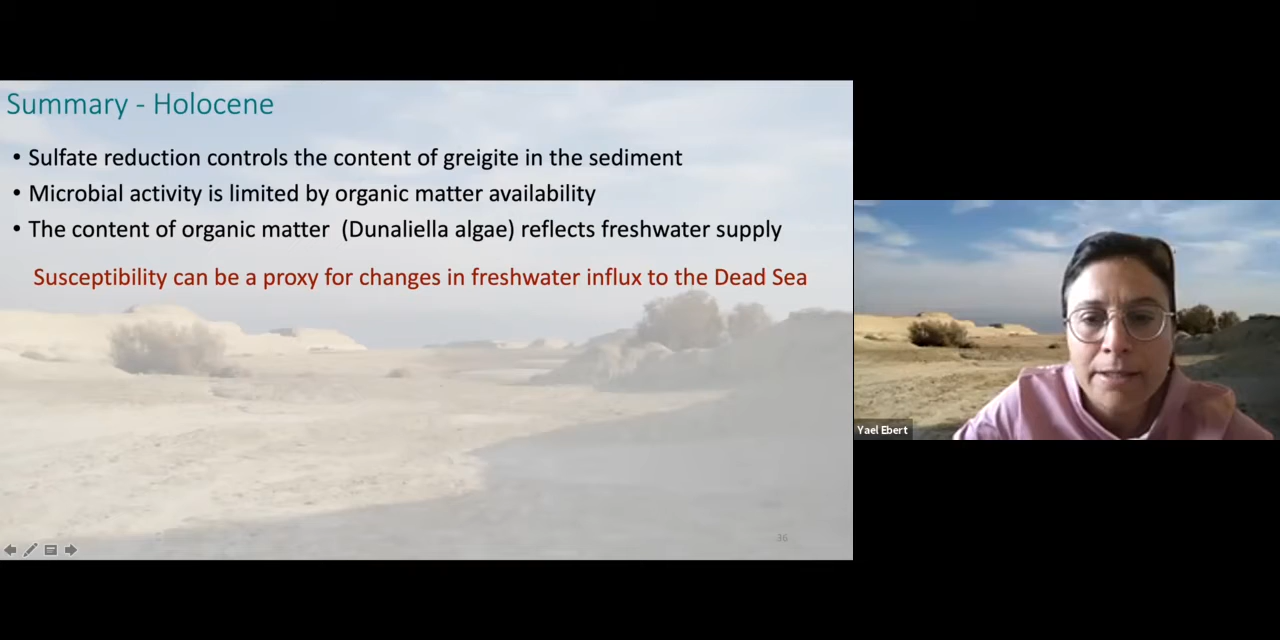 Summary - Holocene
• Sulfate reduction controls the content of greigite in the sediment
• Microbial activity is limited by organic matter availability
• The content of organic matter (Dunaliella algae) reflects freshwater supply
Susceptibility can be a proxy for changes in freshwater influx to the Dead Sea
36
Yael Ebert